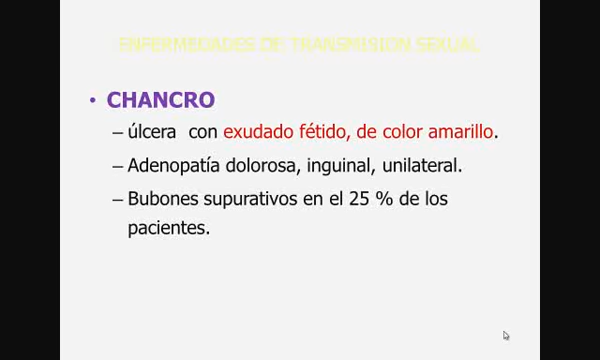 ENFERMEDADES DE TRANSMISION SEXUAL
• CHANCRO
– úlcera con exudado fétido, de color amarillo.
– Adenopatía dolorosa, inguinal, unilateral.
– Bubones supurativos en el 25 % de los
pacientes.